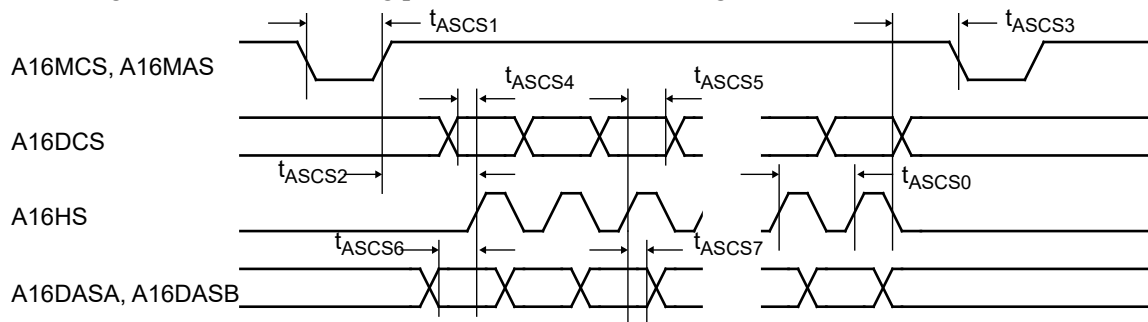 tASCS1
tASCS3
A16MCS, A16MAS
tASCS4
tASCS5
A16DCS
tASCS2
tASCS0
A16HS
tASCS6
tASCS7
A16DASA, A16DASB